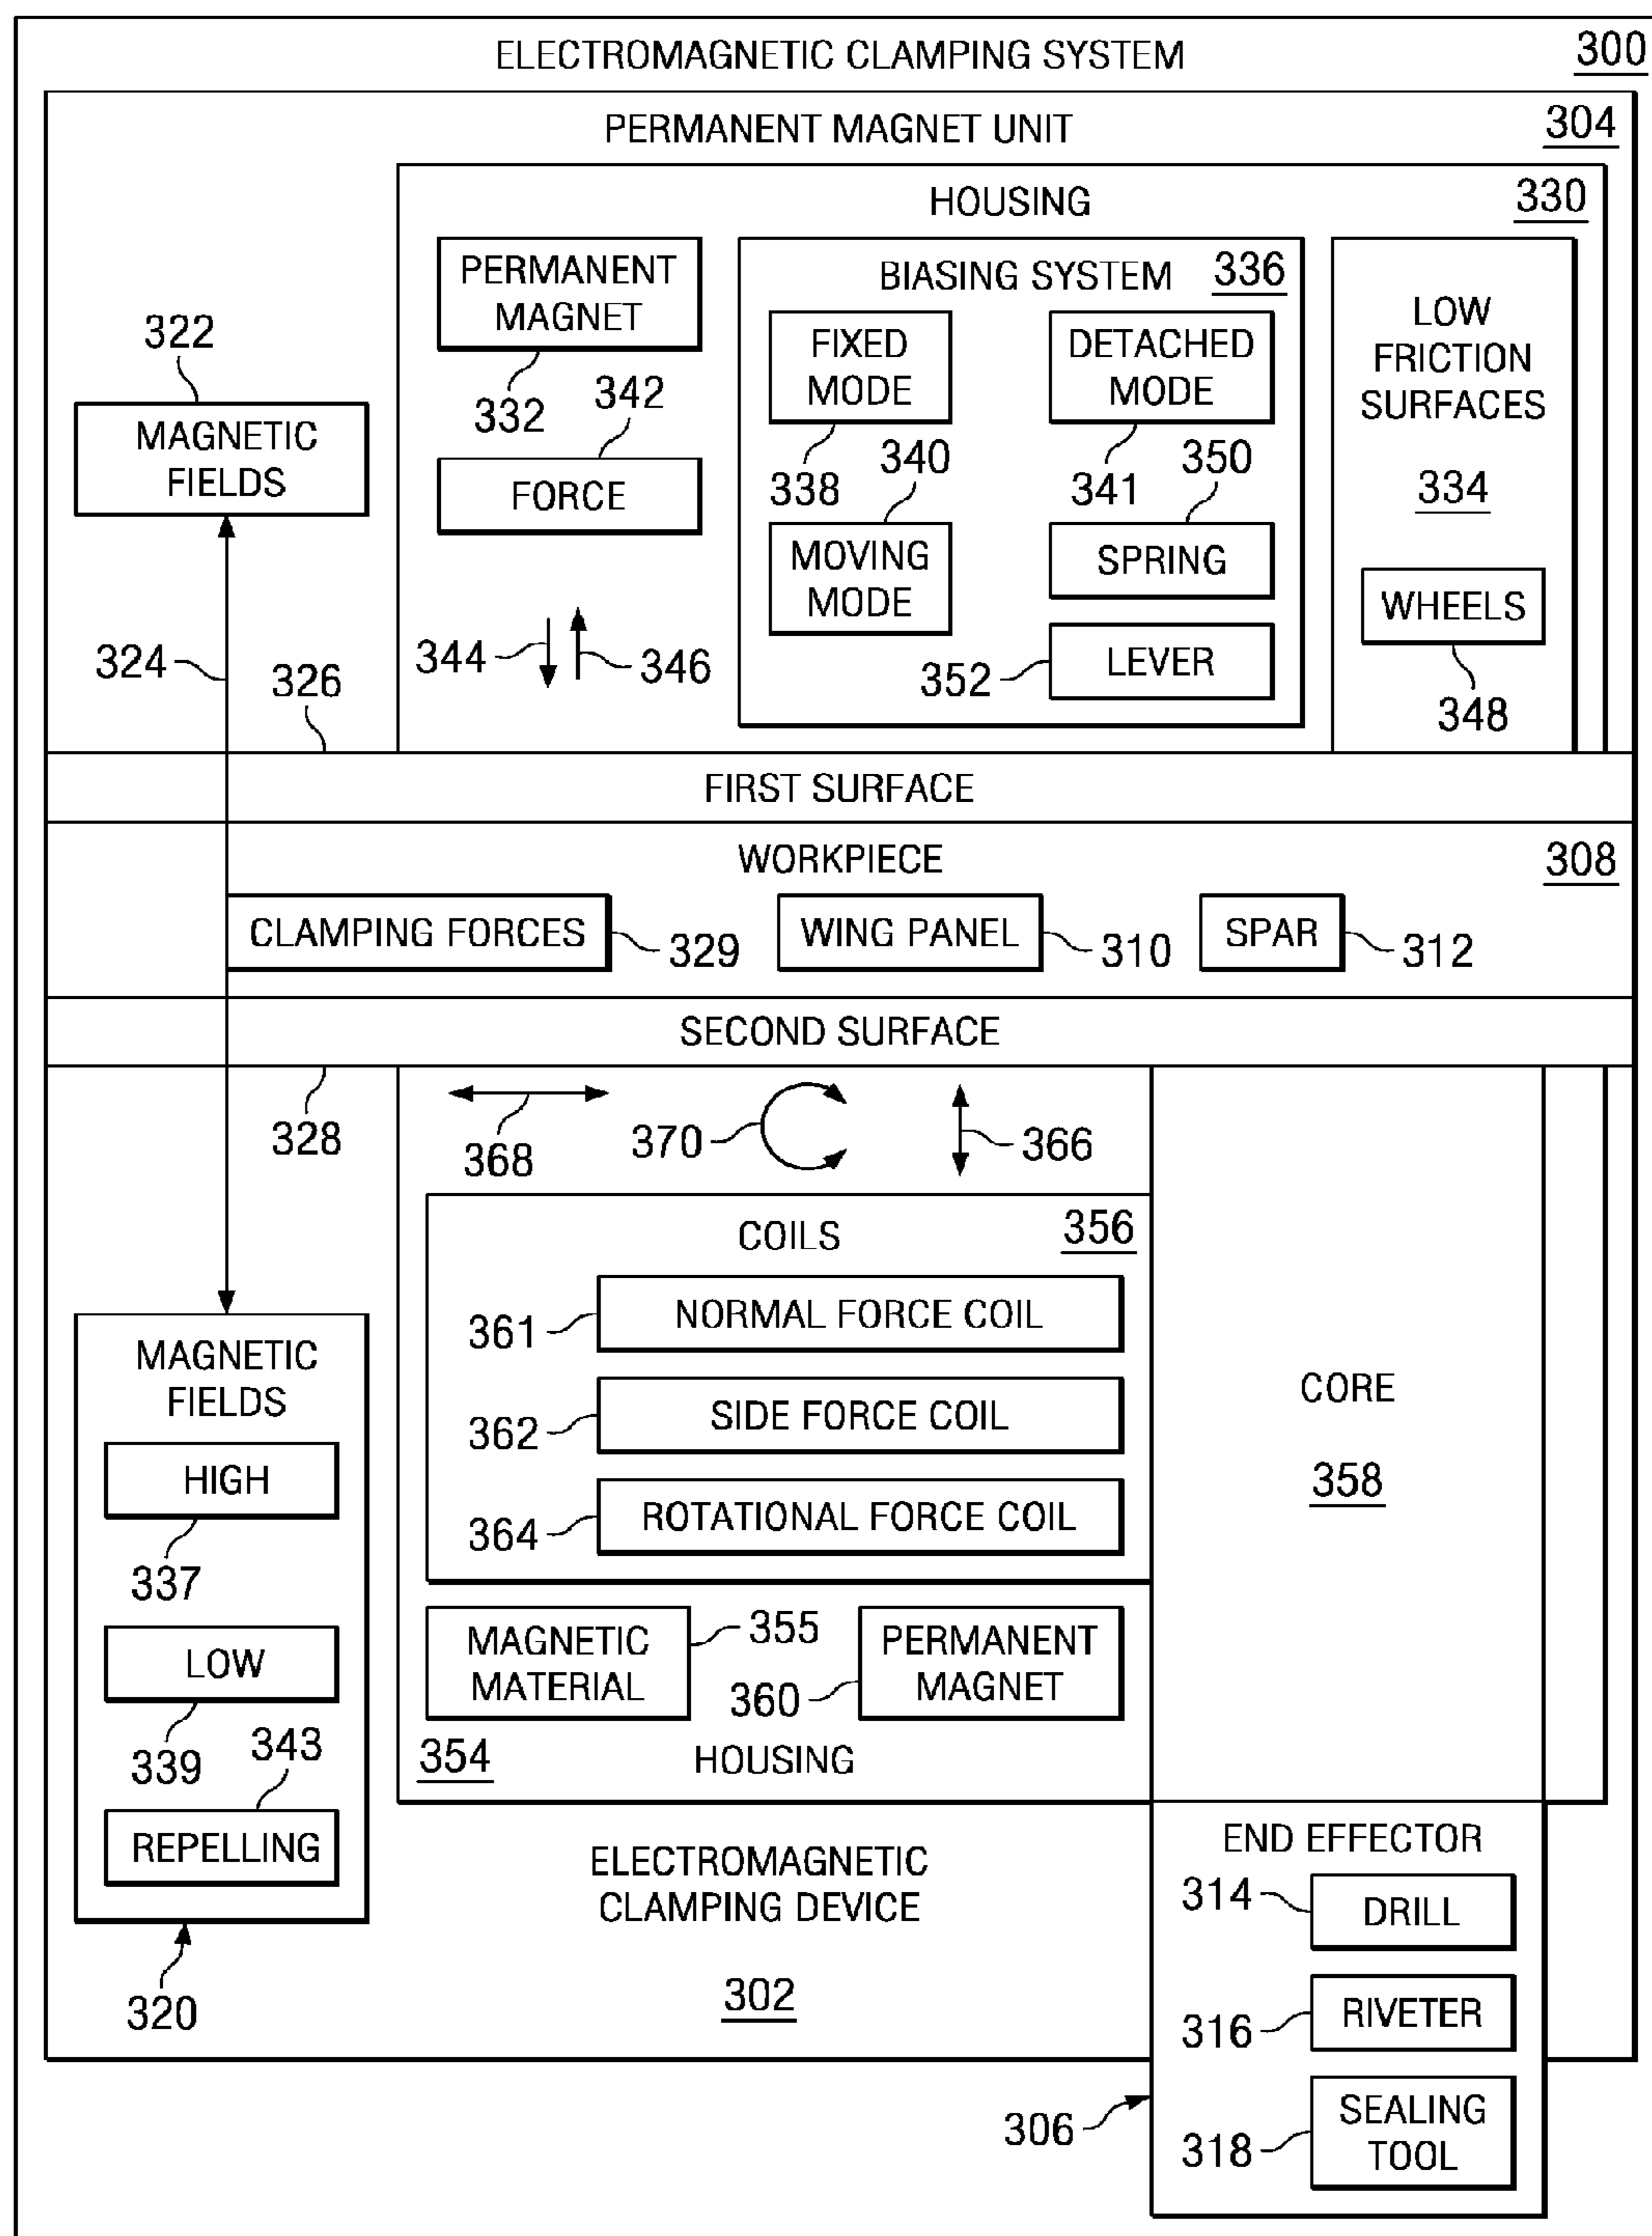 ELECTROMAGNETIC CLAMPING SYSTEM 300
PERMANENT MAGNET UNIT 304
HOUSING 330
PERMANENT
MAGNET
332
342
FORCE
344
346
BIASING SYSTEM 336
FIXED
MODE
338
DETACHED
MODE
341
340
MOVING
MODE
350
SPRING
352
LEVER
LOW
FRICTION
SURFACES
334
WHEELS
348
322
MAGNETIC
FIELDS
324
326
FIRST SURFACE
WORKPIECE 308
CLAMPING FORCES 329
WING PANEL 310
SPAR 312
SECOND SURFACE
328
368
370
366
COILS 356
361 NORMAL FORCE COIL
362 SIDE FORCE COIL
364 ROTATIONAL FORCE COIL
MAGNETIC
MATERIAL
355
360
PERMANENT
MAGNET
354 HOUSING
CORE
358
MAGNETIC
FIELDS
HIGH
337
LOW
339
343
REPELLING
320
ELECTROMAGNETIC
CLAMPING DEVICE
302
END EFFECTOR
314 DRILL
316 RIVETER
306
318
SEALING
TOOL